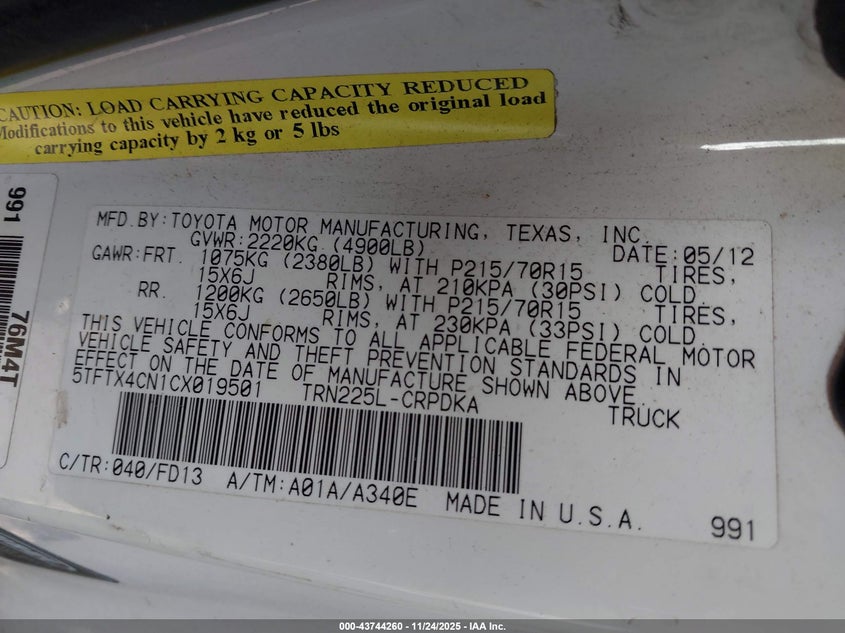 CAUTION: LOAD CARRYING CAPACITY REDUCED
Modifications to this vehicle have reduced the original load
carrying capacity by 2 kg or 5 lbs
991
76M4T
MFD.BY:TOYOTA MOTOR MANUFACTURING, TEXAS, INC.
GVWR:2220KG (4900LB) DATE:05/12
GAWR:FRT. 1075KG (2380LB) WITH P215/70R15 TIRES,
15X6J RIMS, AT 210KPA (30PSI) COLD.
RR. 1200KG (2650LB) WITH P215/70R15 TIRES,
15X6J RIMS, AT 230KPA (33PSI) COLD.
THIS VEHICLE CONFORMS TO ALL APPLICABLE FEDERAL MOTOR
VEHICLE SAFETY AND THEFT PREVENTION STANDARDS IN
EFFECT ON THE DATE OF MANUFACTURE SHOWN ABOVE.
5TFTX4CN1CX019501 TRN225L-CRPDKA TRUCK
C/TR:040/FD13 A/TM:A01A/A340E MADE IN U.S.A. 991
000-43744260 - 11/24/2025 - IAA Inc.